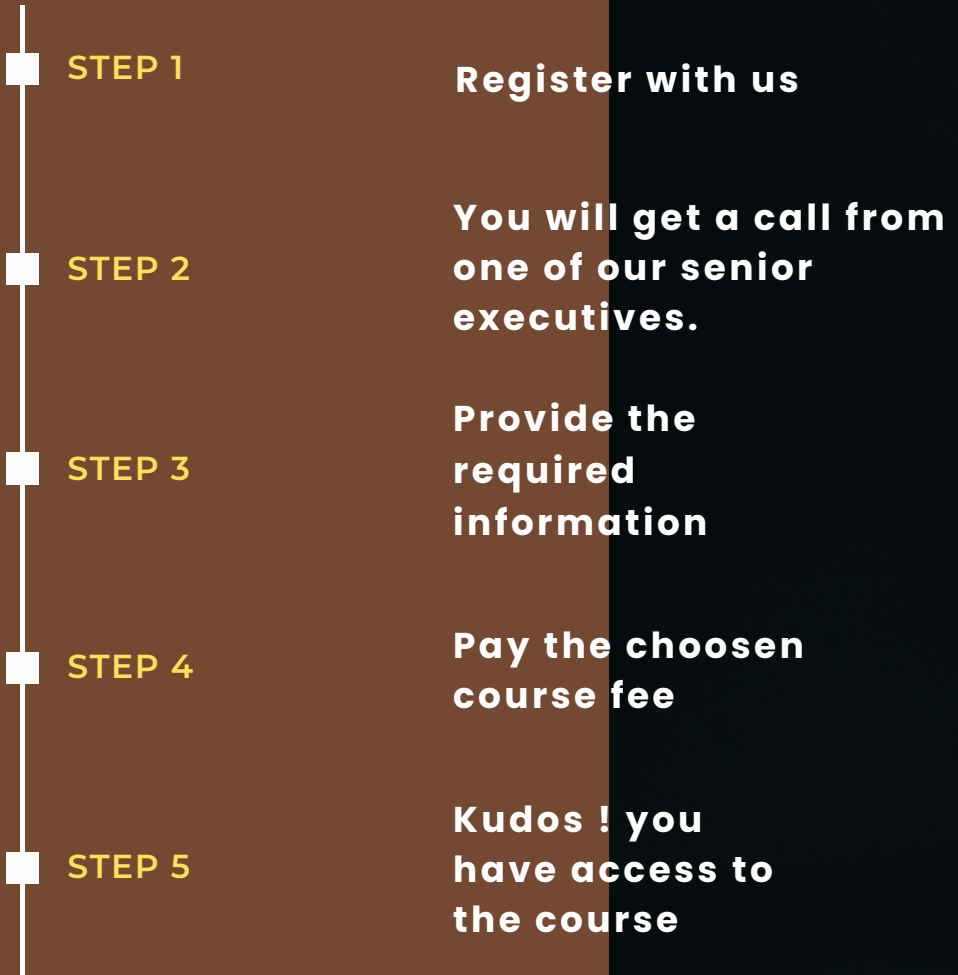 STEP 1
Register with us
STEP 2
You will get a call from
one of our senior
executives.
STEP 3
Provide the
required
information
STEP 4
Pay the choosen
course fee
STEP 5
Kudos ! you
have access to
the course